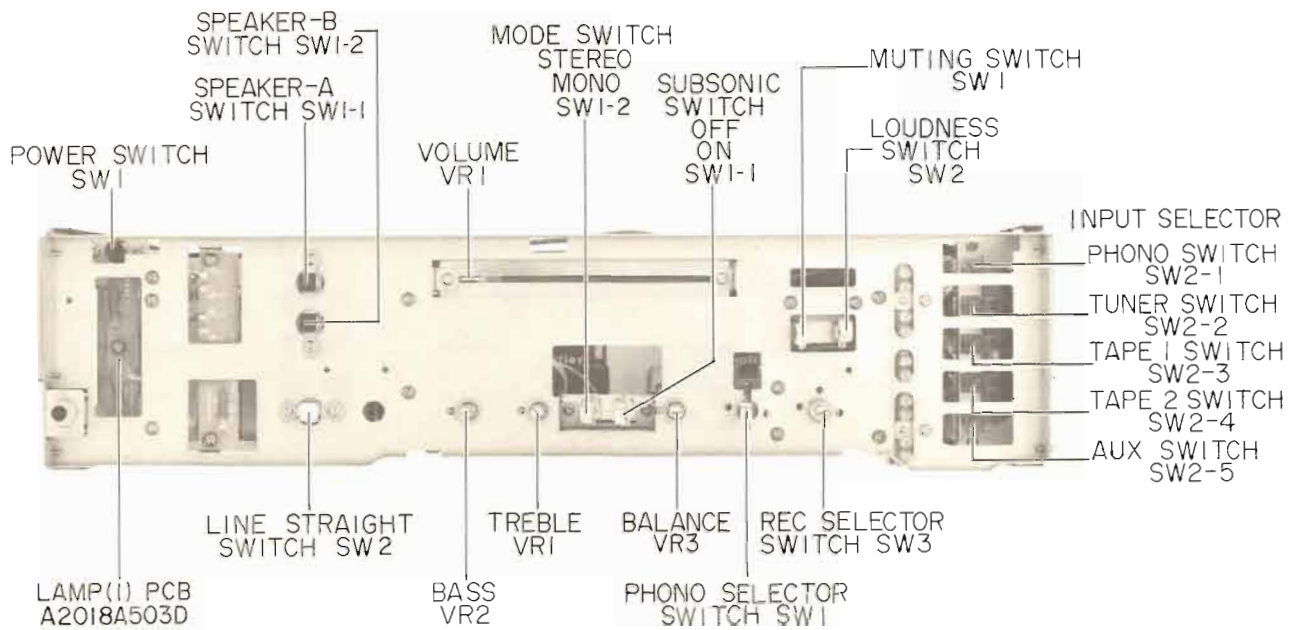 SPEAKER-B
SWITCH SW1-2
SPEAKER-A
SWITCH SW1-1
POWER SWITCH
SW1
VOLUME
VR1
MODE SWITCH
STEREO
MONO
SW1-2
SUBSONIC
SWITCH
OFF
ON
SW1-1
MUTING SWITCH
SW1
LOUDNESS
SWITCH
SW2
INPUT SELECTOR
PHONO SWITCH
SW2-1
TUNER SWITCH
SW2-2
TAPE 1 SWITCH
SW2-3
TAPE 2 SWITCH
SW2-4
AUX SWITCH
SW2-5
LAMP(1) PCB
A2018A503D
LINE STRAIGHT
SWITCH SW2
BASS
VR2
TREBLE
VR1
BALANCE
VR3
PHONO SELECTOR
SWITCH SW1
REC SELECTOR
SWITCH SW3